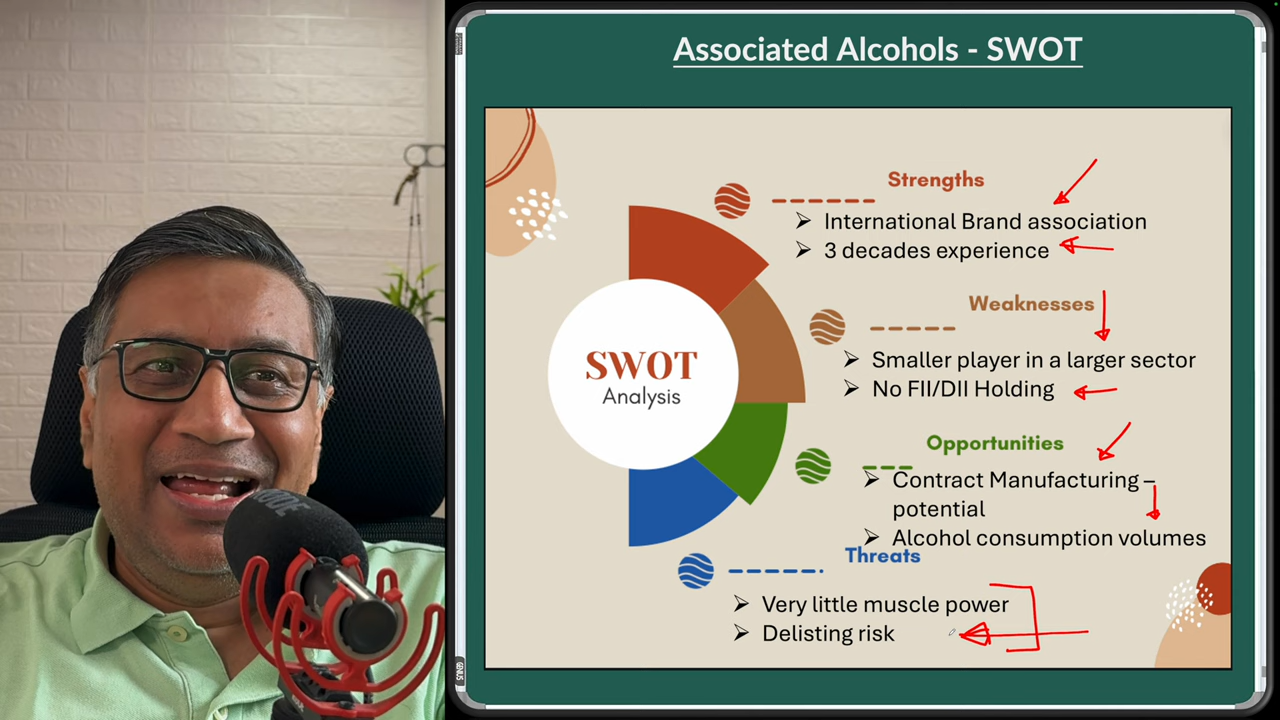 Associated Alcohols - SWOT
Strengths
➢ International Brand association
➢ 3 decades experience
Weaknesses
➢ Smaller player in a larger sector
➢ No FII/DII Holding
SWOT
Analysis
Opportunities
➢ Contract Manufacturing –
potential
➢ Alcohol consumption volumes
Threats
➢ Very little muscle power
➢ Delisting risk